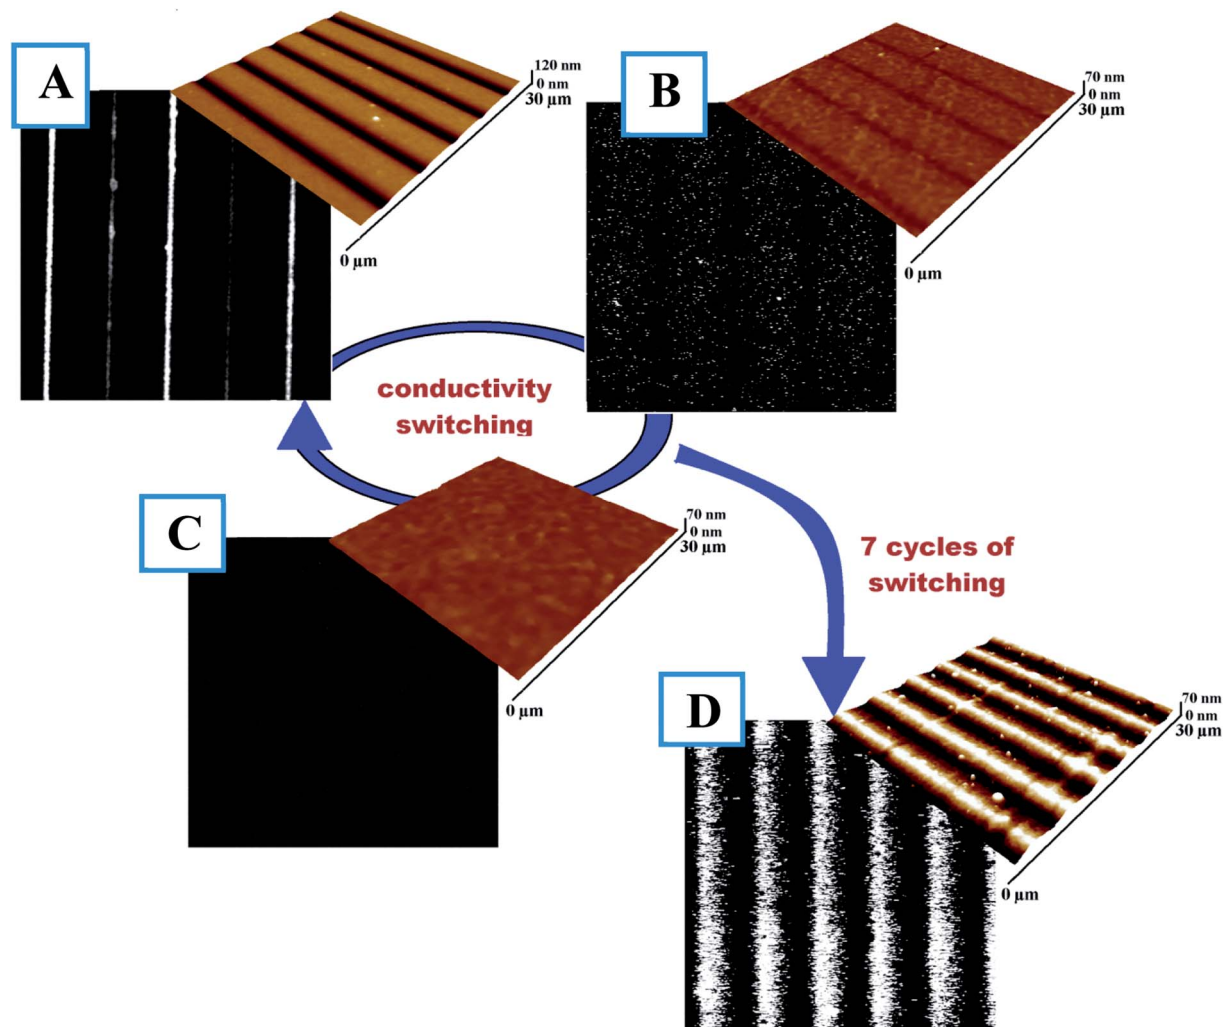 A
120 nm
0 nm
30 µm
0 µm
B
70 nm
0 nm
30 µm
0 µm
conductivity
switching
C
70 nm
0 nm
30 µm
0 µm
7 cycles of
switching
D
70 nm
0 nm
30 µm
0 µm